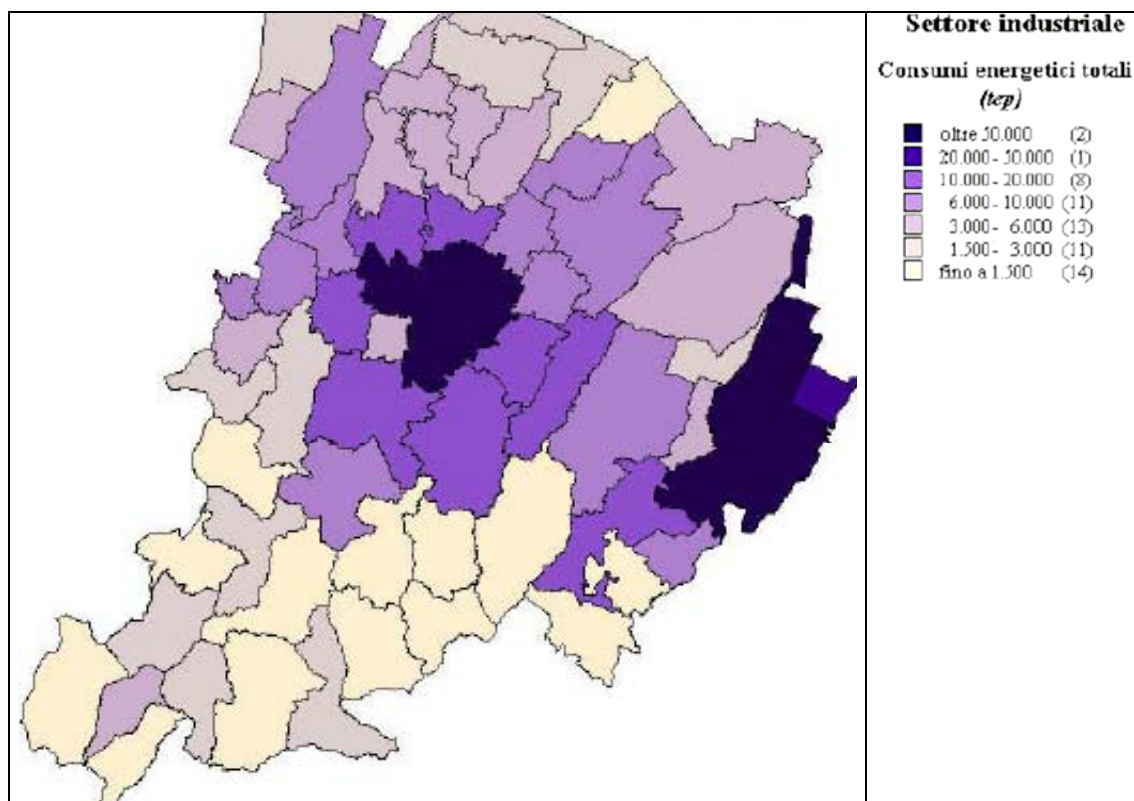 Settore industriale
Consumi energetici totali
(tep)
oltre 50.000 (2)
20.000 - 50.000 (1)
10.000 - 20.000 (8)
6.000 - 10.000 (11)
3.000 - 6.000 (13)
1.500 - 3.000 (11)
fino a 1.500 (14)